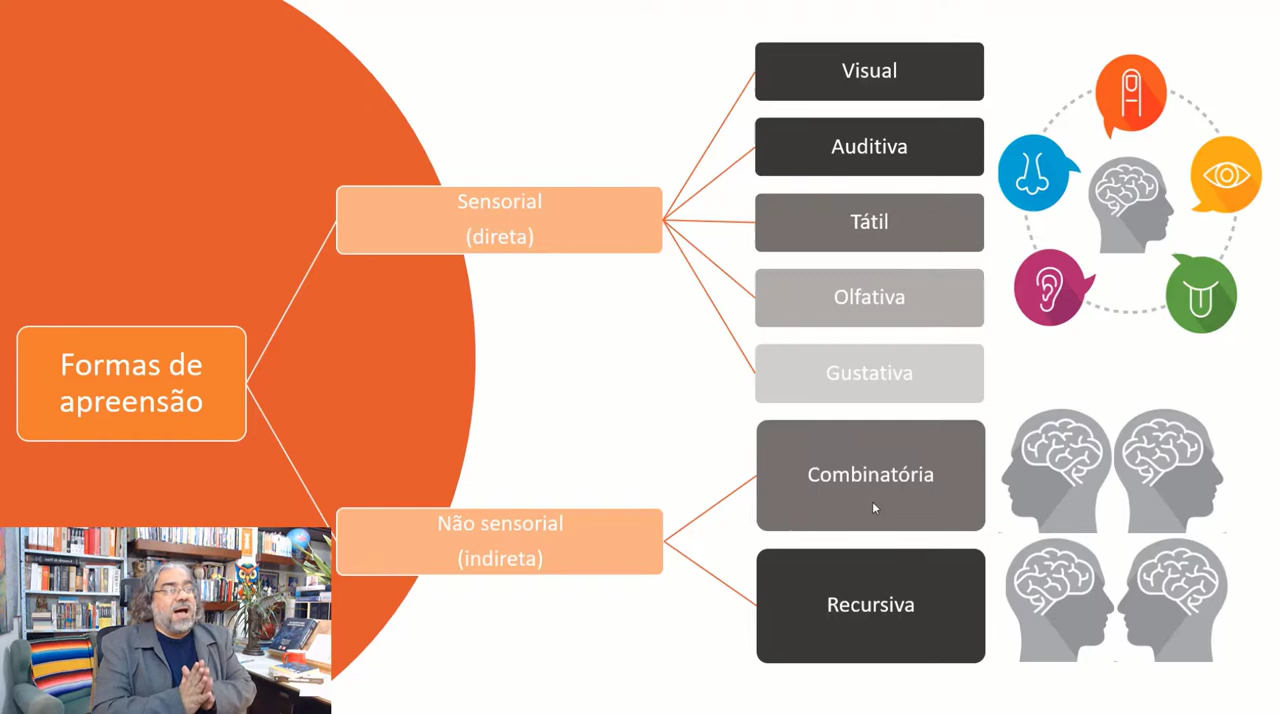 Formas de
apreensão
Sensorial
(direta)
Visual
Auditiva
Tátil
Olfativa
Gustativa
Não sensorial
(indireta)
Combinatória
Recursiva